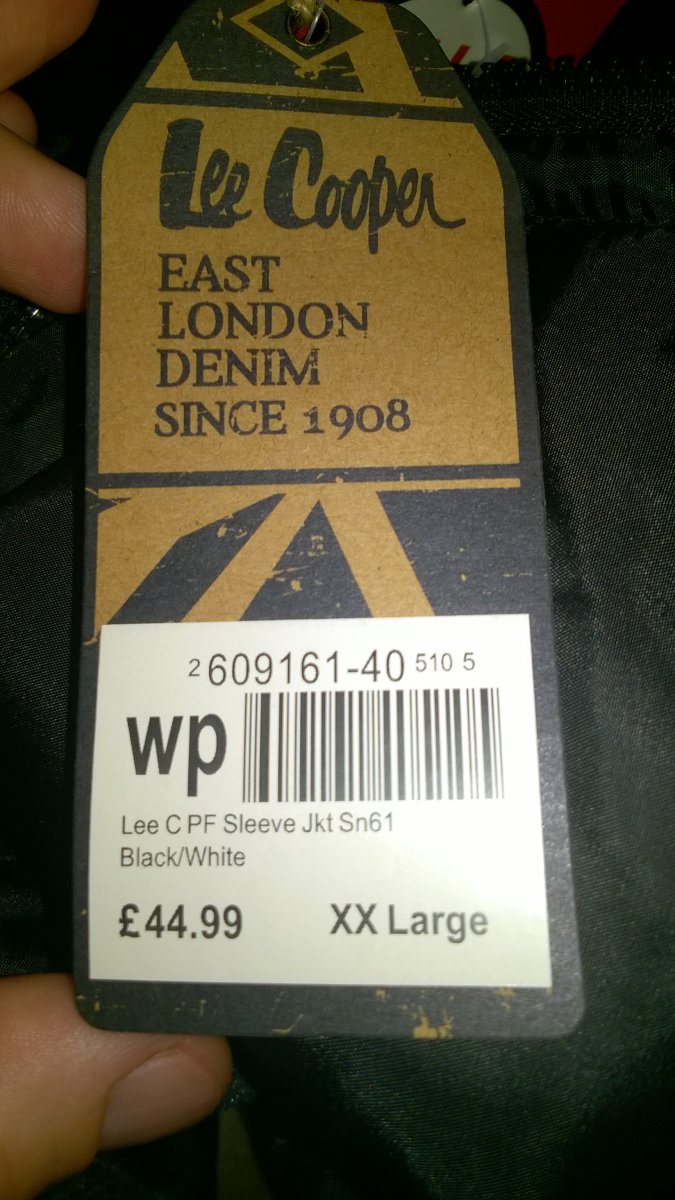 Lee Cooper
EAST
LONDON
DENIM
SINCE 1908
2 609161-40 510 5
wp
Lee C PF Sleeve Jkt Sn61
Black/White
£44.99 XX Large